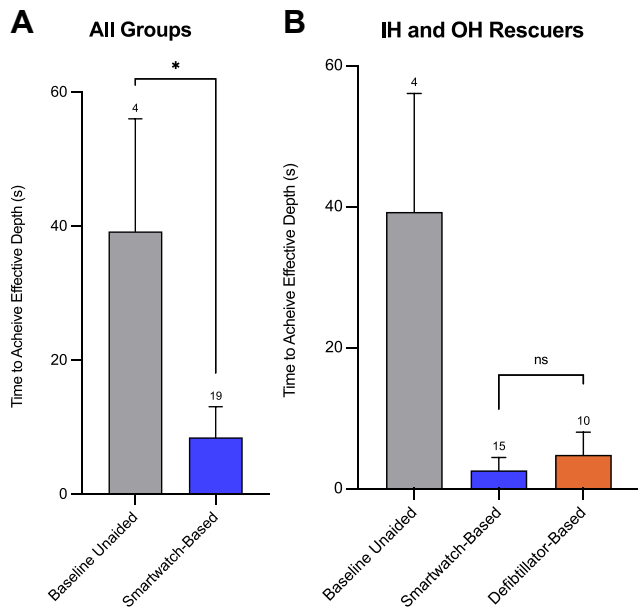 A
All Groups
*
60
4
40
20
19
0
Time to Acheive Effective Depth (s)
Baseline Unaided
Smartwatch-Based
B
IH and OH Rescuers
60
4
40
20
ns
15
10
0
Time to Acheive Effective Depth (s)
Baseline Unaided
Smartwatch-Based
Defibtillator-Based